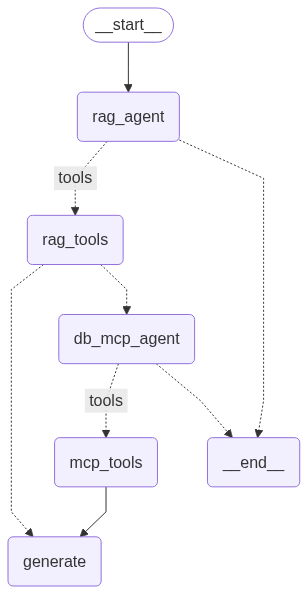 __start__
rag_agent
tools
rag_tools
db_mcp_agent
tools
mcp_tools
__end__
generate